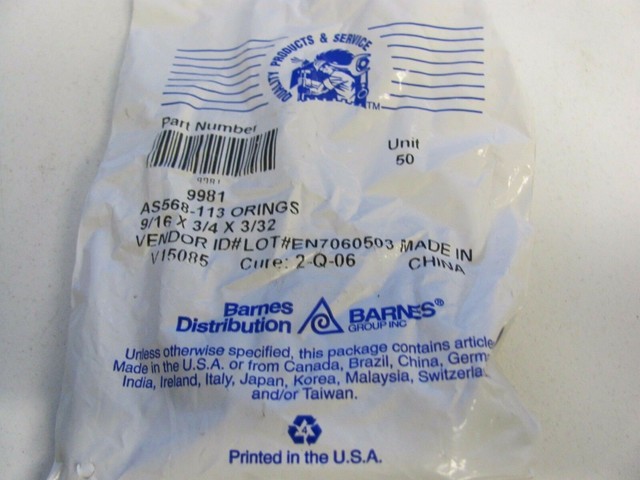 QUALITY PRODUCTS & SERVICE
TM
Part Number
Unit
50
9981
9981
AS568-113 ORINGS
9/16 X 3/4 X 3/32
VENDOR ID#LOT#EN7060503 MADE IN
V15085 Cure: 2-Q-06 CHINA
Barnes
Distribution
BARNES®
GROUP INC
Unless otherwise specified, this package contains article
Made in the U.S.A. or from Canada, Brazil, China, Germ
India, Ireland, Italy, Japan, Korea, Malaysia, Switzerla
and/or Taiwan.
4
Printed in the U.S.A.